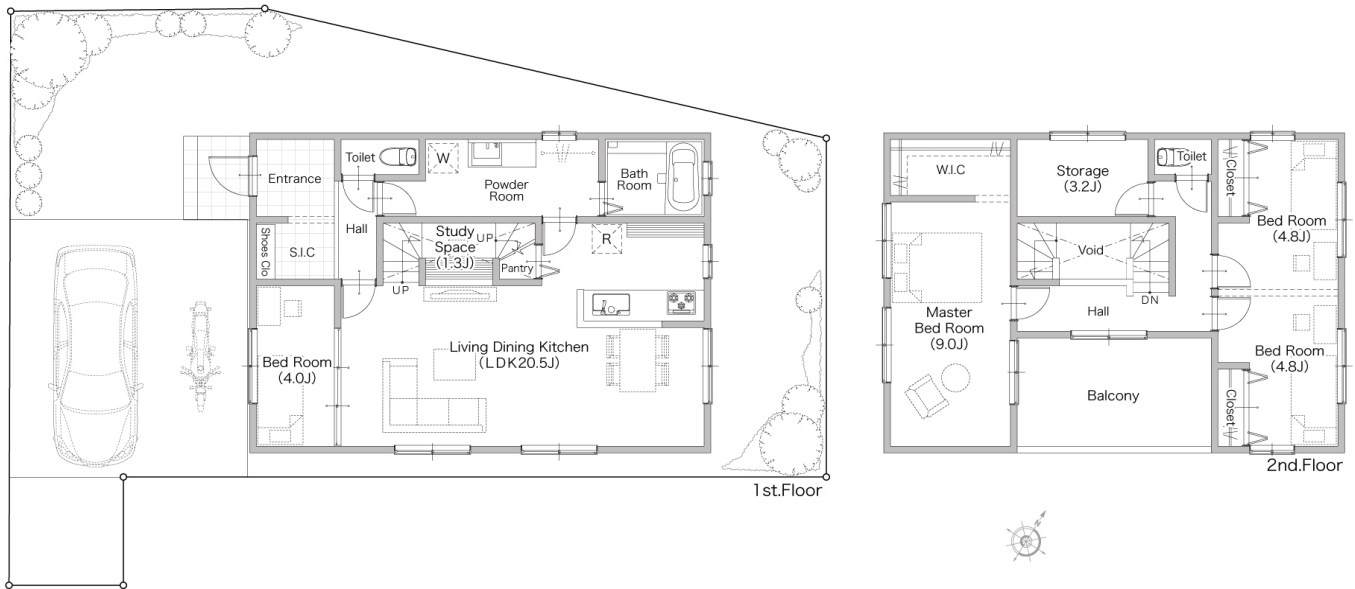 Toilet
W
Powder
Room
Bath
Room
Entrance
Hall
S.I.C
Shoes Clo
Study
Space
(1.3J)
UP
UP
Pantry
R
Bed Room
(4.0J)
Living Dining Kitchen
(LDK20.5J)
1st.Floor
W.I.C
Storage
(3.2J)
Toilet
Closet
Bed Room
(4.8J)
Void
DN
Hall
Master
Bed Room
(9.0J)
Bed Room
(4.8J)
Balcony
Closet
2nd.Floor
N